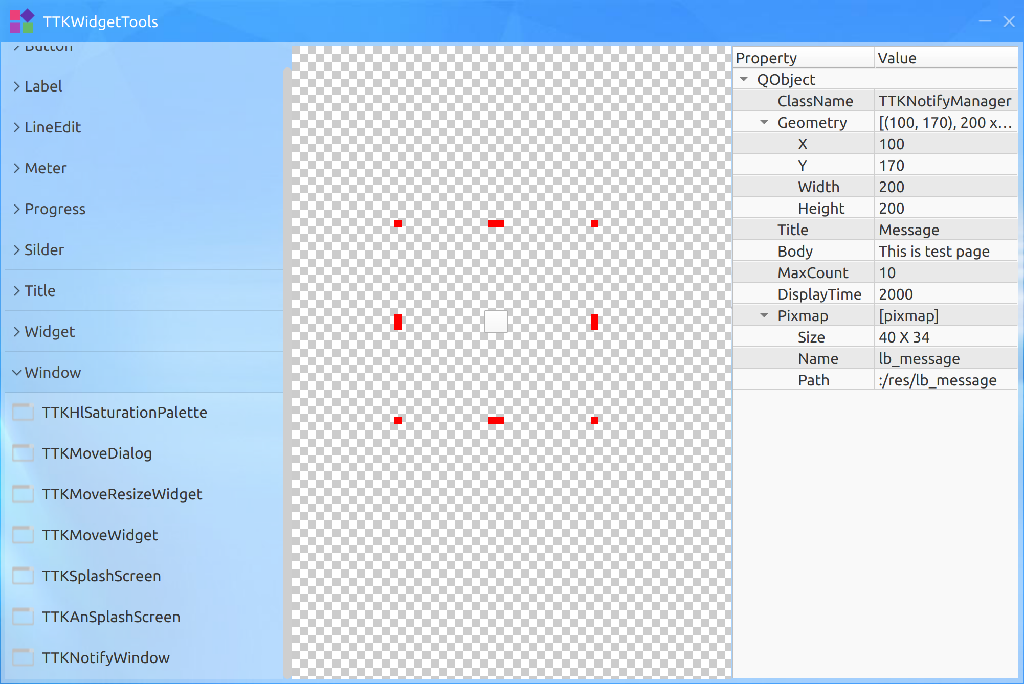 TTKWidgetTools
Button
Label
LineEdit
Meter
Progress
Silder
Title
Widget
Window
TTKHlSaturationPalette
TTKMoveDialog
TTKMoveResizeWidget
TTKMoveWidget
TTKSplashScreen
TTKAnSplashScreen
TTKNotifyWindow
Property Value
QObject
ClassName TTKNotifyManager
Geometry [(100, 170), 200 x...
X 100
Y 170
Width 200
Height 200
Title Message
Body This is test page
MaxCount 10
DisplayTime 2000
Pixmap [pixmap]
Size 40 X 34
Name lb_message
Path :/res/lb_message